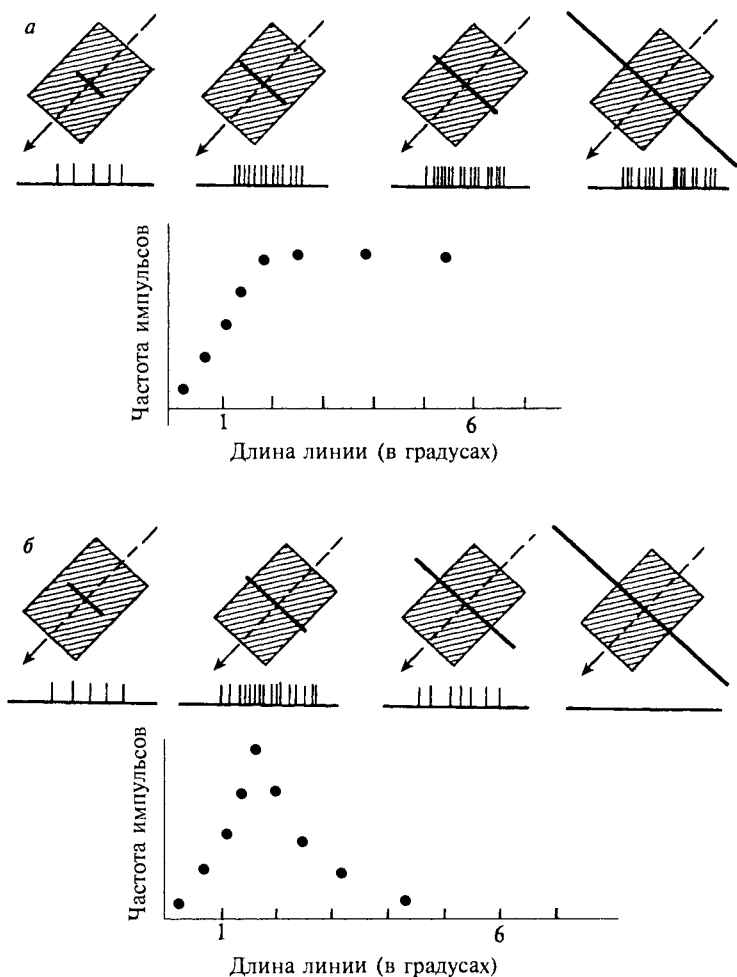 а
Частота импульсов
1 6
Длина линии (в градусах)
б
Частота импульсов
1 6
Длина линии (в градусах)